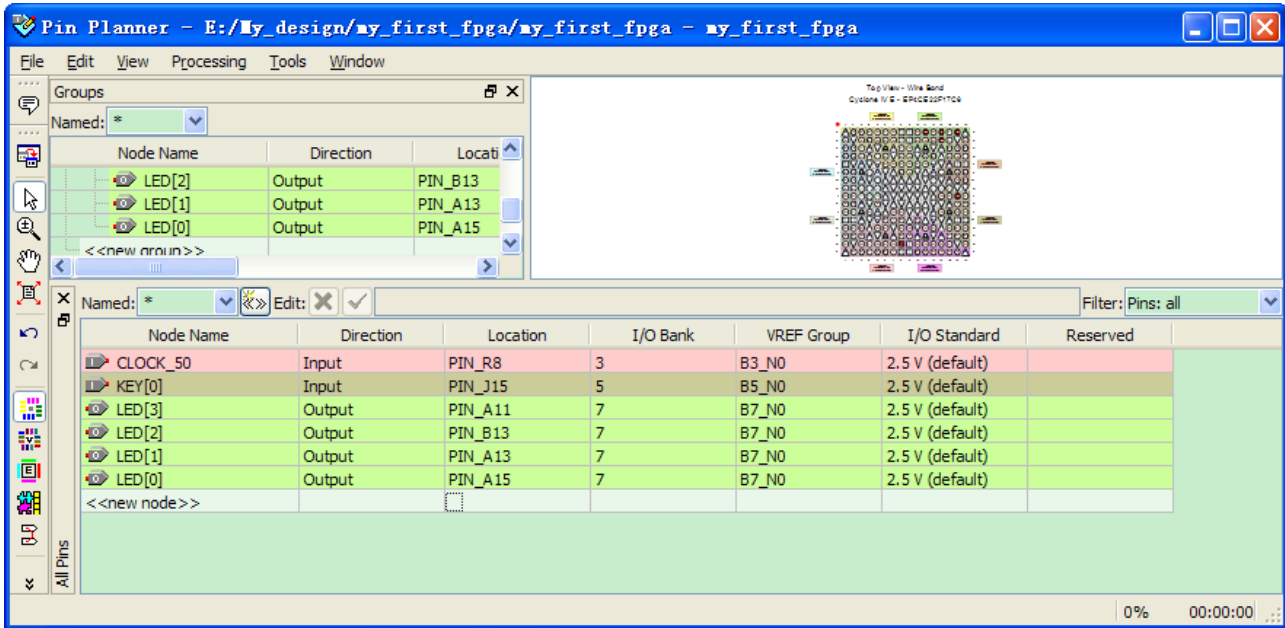 Pin Planner - E:/My_design/my_first_fpga/my_first_fpga - my_first_fpga
File Edit View Processing Tools Window
Groups
Named: *
Node Name Direction Locati
LED[2] Output PIN_B13
LED[1] Output PIN_A13
LED[0] Output PIN_A15
<<new group>>
Top View - Wire Bond
Cyclone IV E - EP4CE22F17C6
Named: * «» Edit: Filter: Pins: all
Node Name Direction Location I/O Bank VREF Group I/O Standard Reserved
CLOCK_50 Input PIN_R8 3 B3_N0 2.5 V (default)
KEY[0] Input PIN_J15 5 B5_N0 2.5 V (default)
LED[3] Output PIN_A11 7 B7_N0 2.5 V (default)
LED[2] Output PIN_B13 7 B7_N0 2.5 V (default)
LED[1] Output PIN_A13 7 B7_N0 2.5 V (default)
LED[0] Output PIN_A15 7 B7_N0 2.5 V (default)
<<new node>>
All Pins
0% 00:00:00